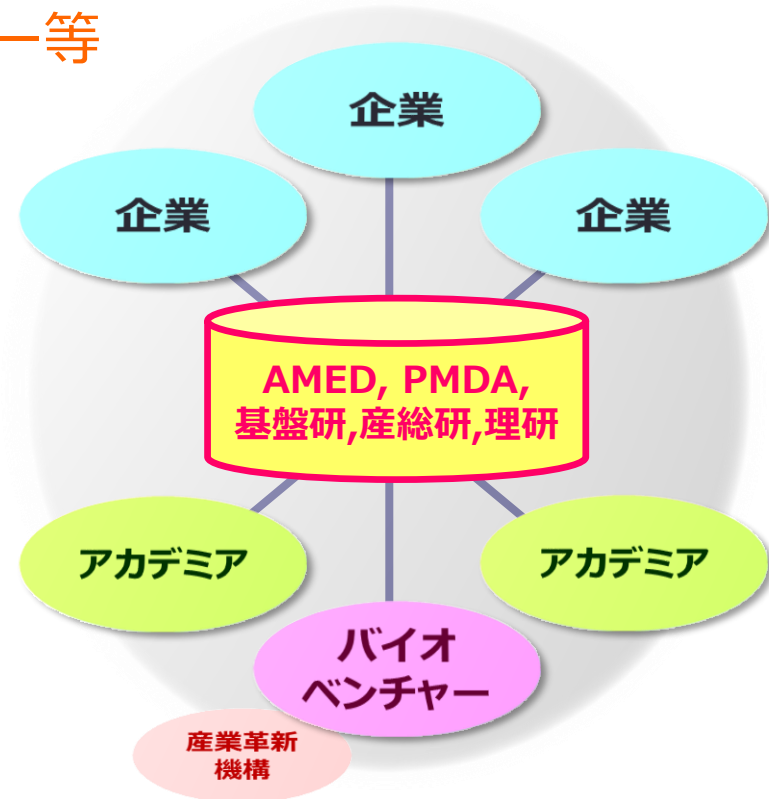 ー等
企業
企業
企業
AMED, PMDA,
基盤研,産総研,理研
アカデミア
アカデミア
バイオ
ベンチャー
産業革新
機構